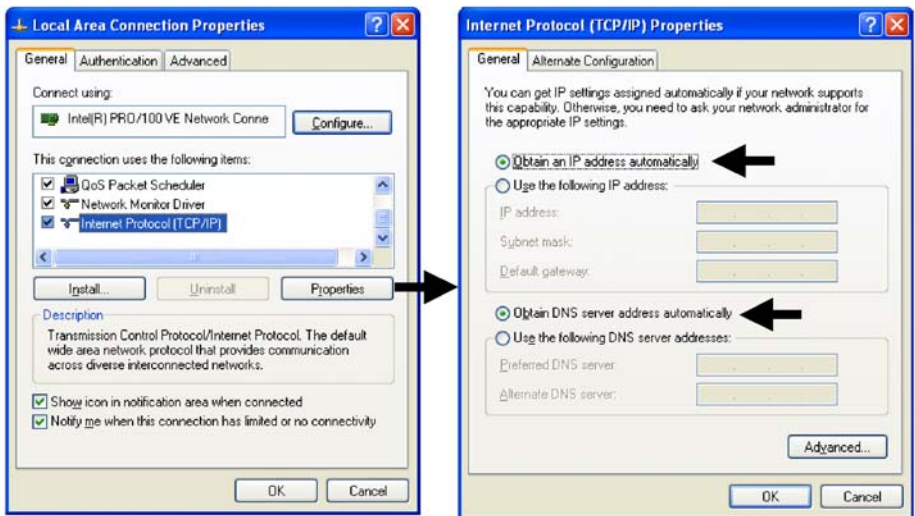 Local Area Connection Properties
General
Authentication
Advanced
Connect using:
Intel(R) PRO/100 VE Network Conne
Configure...
This connection uses the following items:
QoS Packet Scheduler
Network Monitor Driver
Internet Protocol (TCP/IP)
Install...
Uninstall
Properties
Description
Transmission Control Protocol/Internet Protocol. The default
wide area network protocol that provides communication
across diverse interconnected networks.
Show icon in notification area when connected
Notify me when this connection has limited or no connectivity
OK
Cancel
Internet Protocol (TCP/IP) Properties
General
Alternate Configuration
You can get IP settings assigned automatically if your network supports
this capability. Otherwise, you need to ask your network administrator for
the appropriate IP settings.
Obtain an IP address automatically
Use the following IP address:
IP address:
Subnet mask:
Default gateway:
Obtain DNS server address automatically
Use the following DNS server addresses:
Preferred DNS server:
Alternate DNS server:
Advanced...
OK
Cancel